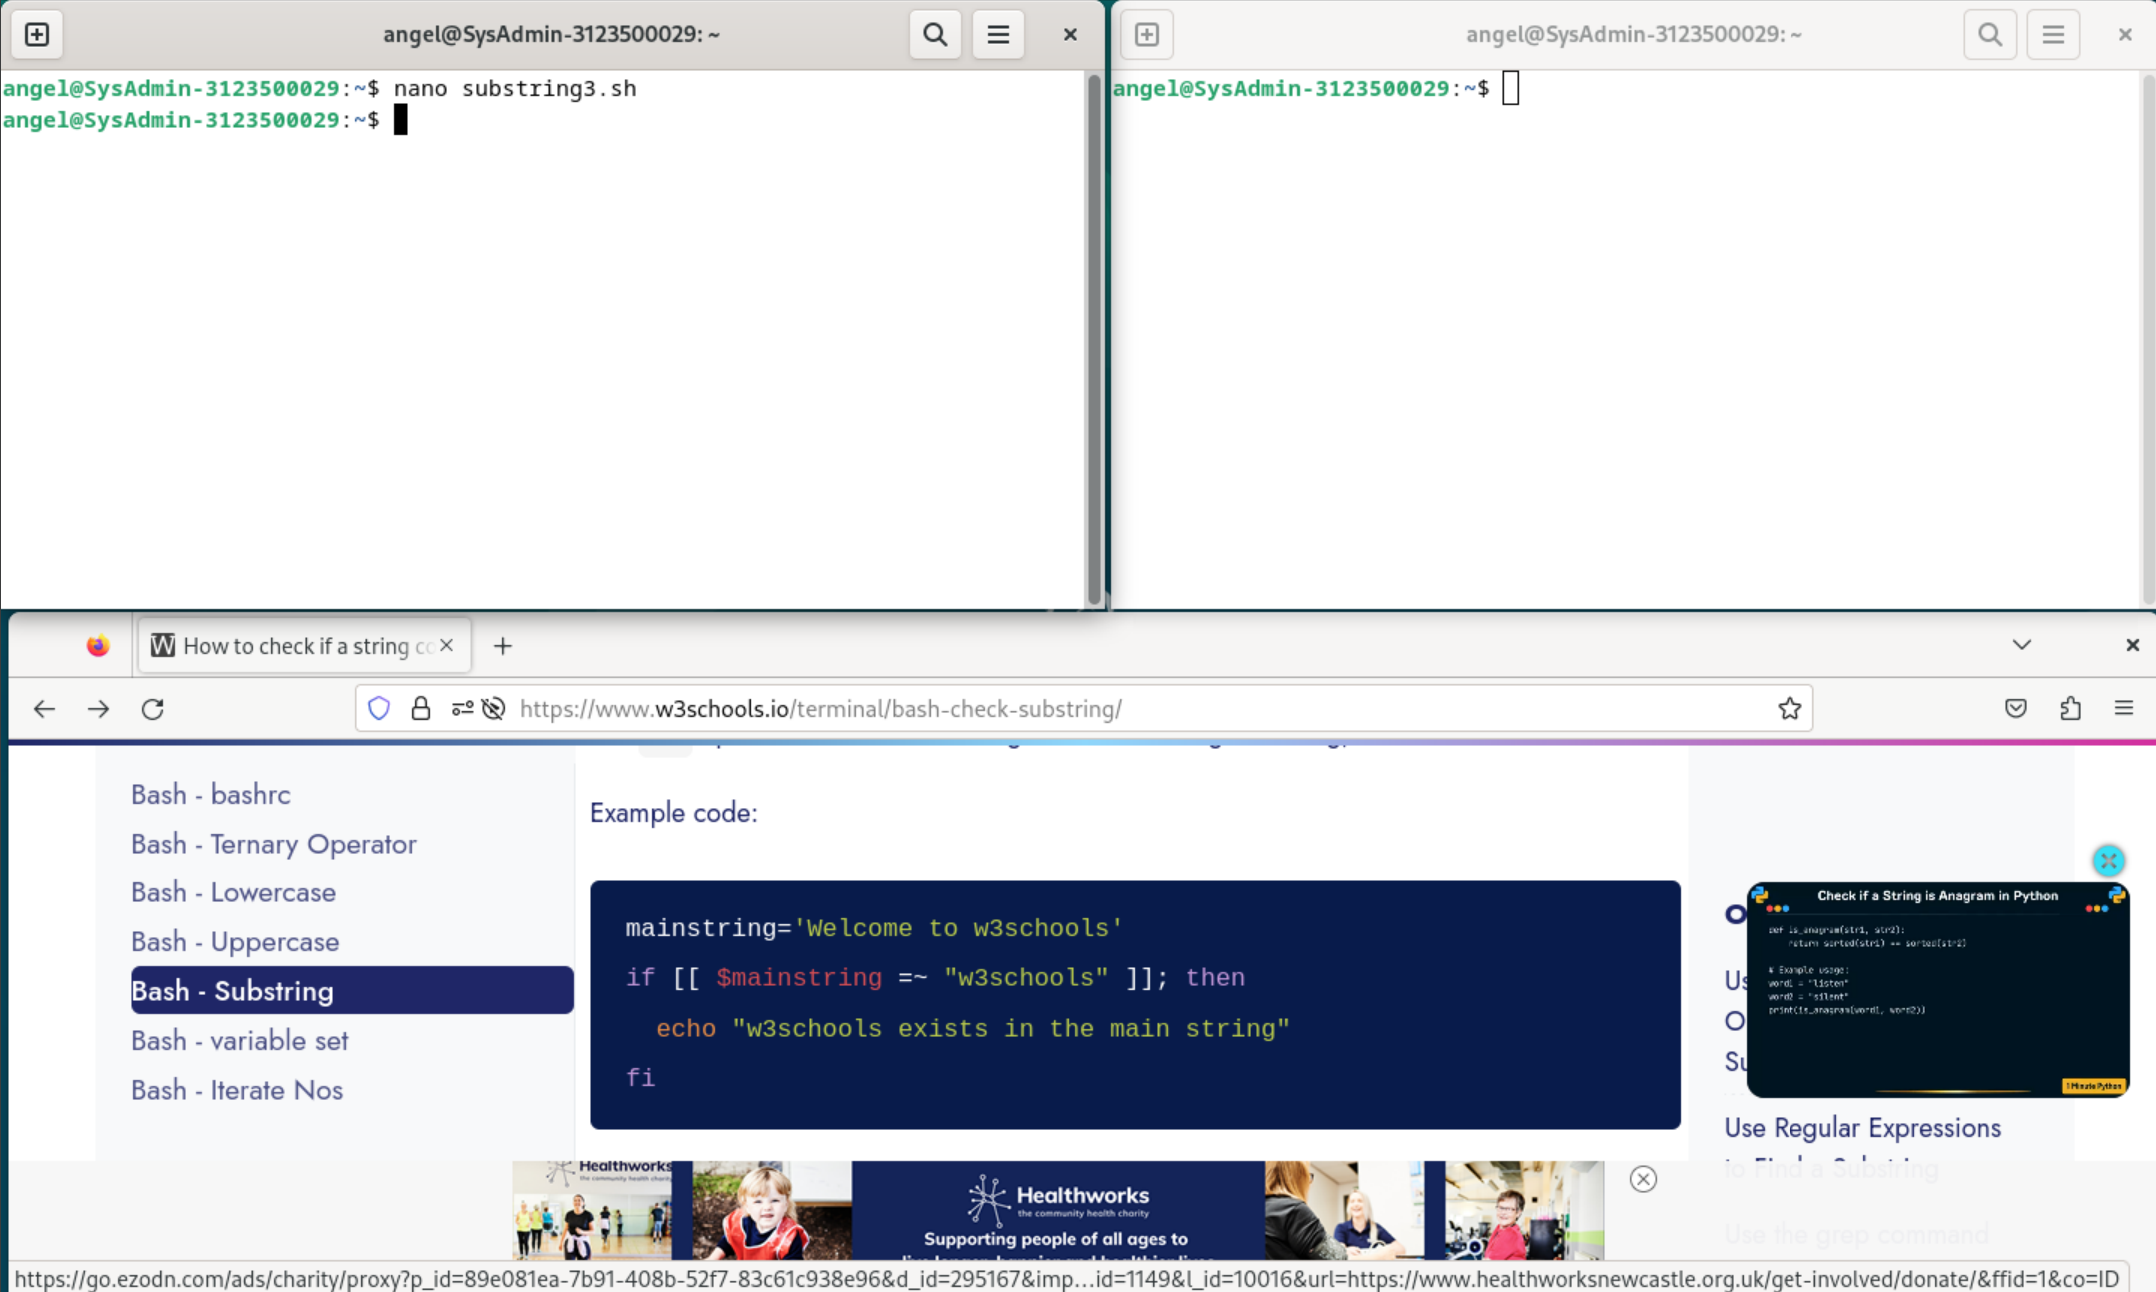 angel@SysAdmin-3123500029: ~
angel@SysAdmin-3123500029:~$ nano substring3.sh
angel@SysAdmin-3123500029:~$
angel@SysAdmin-3123500029: ~
angel@SysAdmin-3123500029:~$
How to check if a string co
https://www.w3schools.io/terminal/bash-check-substring/
Bash - bashrc
Bash - Ternary Operator
Bash - Lowercase
Bash - Uppercase
Bash - Substring
Bash - variable set
Bash - Iterate Nos
Example code:
mainstring='Welcome to w3schools'
if [[ $mainstring =~ "w3schools" ]]; then
echo "w3schools exists in the main string"
fi
Check if a String is Anagram in Python
def is_anagram(str1, str2):
return sorted(str1) == sorted(str2)
# Example usage:
word1 = "listen"
word2 = "silent"
print(is_anagram(word1, word2))
1 Minute Python
Us
O
Su
Use Regular Expressions
to Find a Substring
Use the grep command
Healthworks
the community health charity
Healthworks
the community health charity
Supporting people of all ages to
https://go.ezodn.com/ads/charity/proxy?p_id=89e081ea-7b91-408b-52f7-83c61c938e96&d_id=295167&imp...id=1149&l_id=10016&url=https://www.healthworksnewcastle.org.uk/get-involved/donate/&ffid=1&co=ID